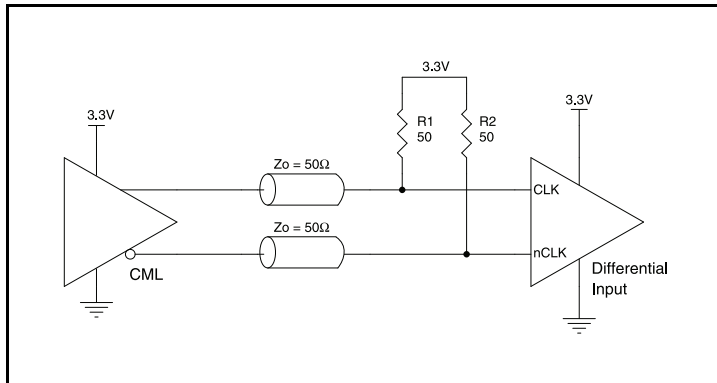 3.3V
3.3V
3.3V
R1
50
R2
50
Zo = 50Ω
CLK
Zo = 50Ω
nCLK
CML
Differential
Input